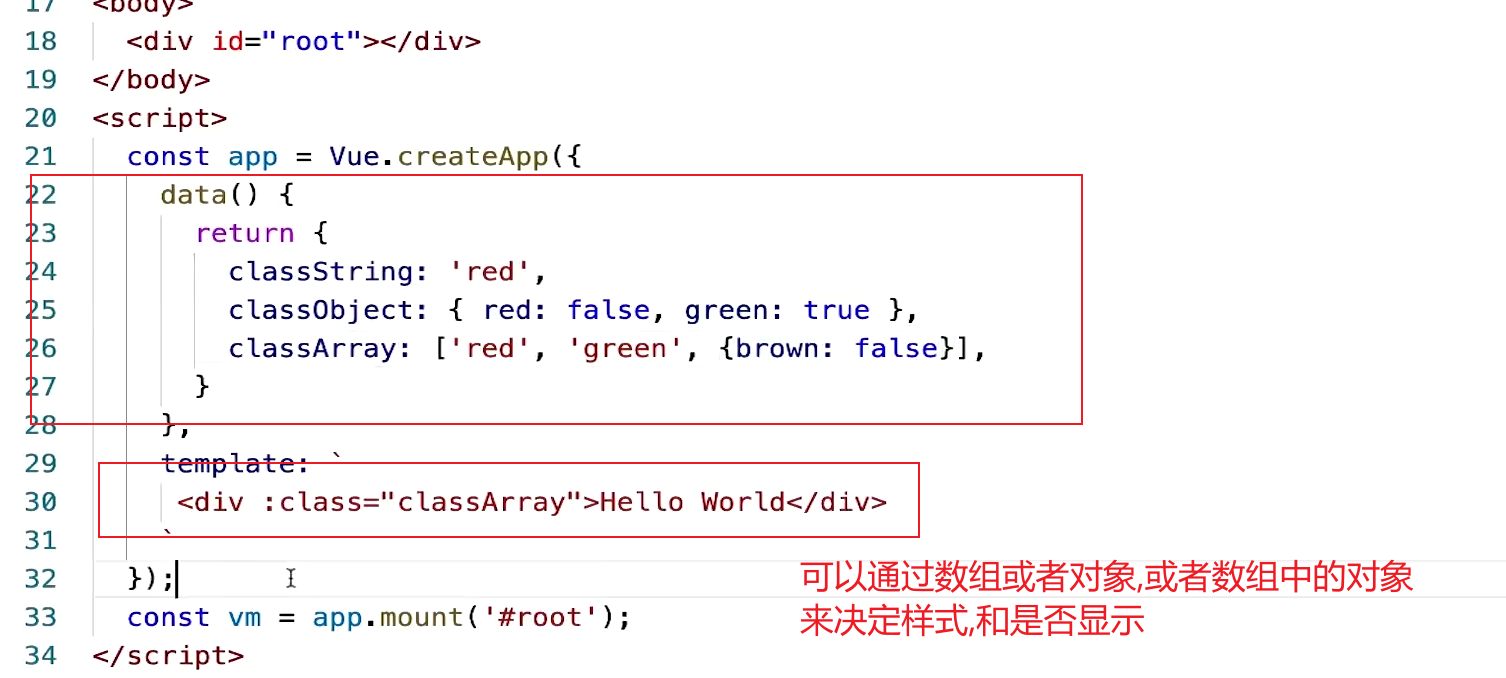 17 <body>
18 <div id="root"></div>
19 </body>
20 <script>
21 const app = Vue.createApp({
22 data() {
23 return {
24 classString: 'red',
25 classObject: { red: false, green: true },
26 classArray: ['red', 'green', {brown: false}],
27 }
28 },
29 template: `
30 <div :class="classArray">Hello World</div>
31 `
32 });
33 const vm = app.mount('#root');
34 </script>
可以通过数组或者对象,或者数组中的对象
来决定样式,和是否显示